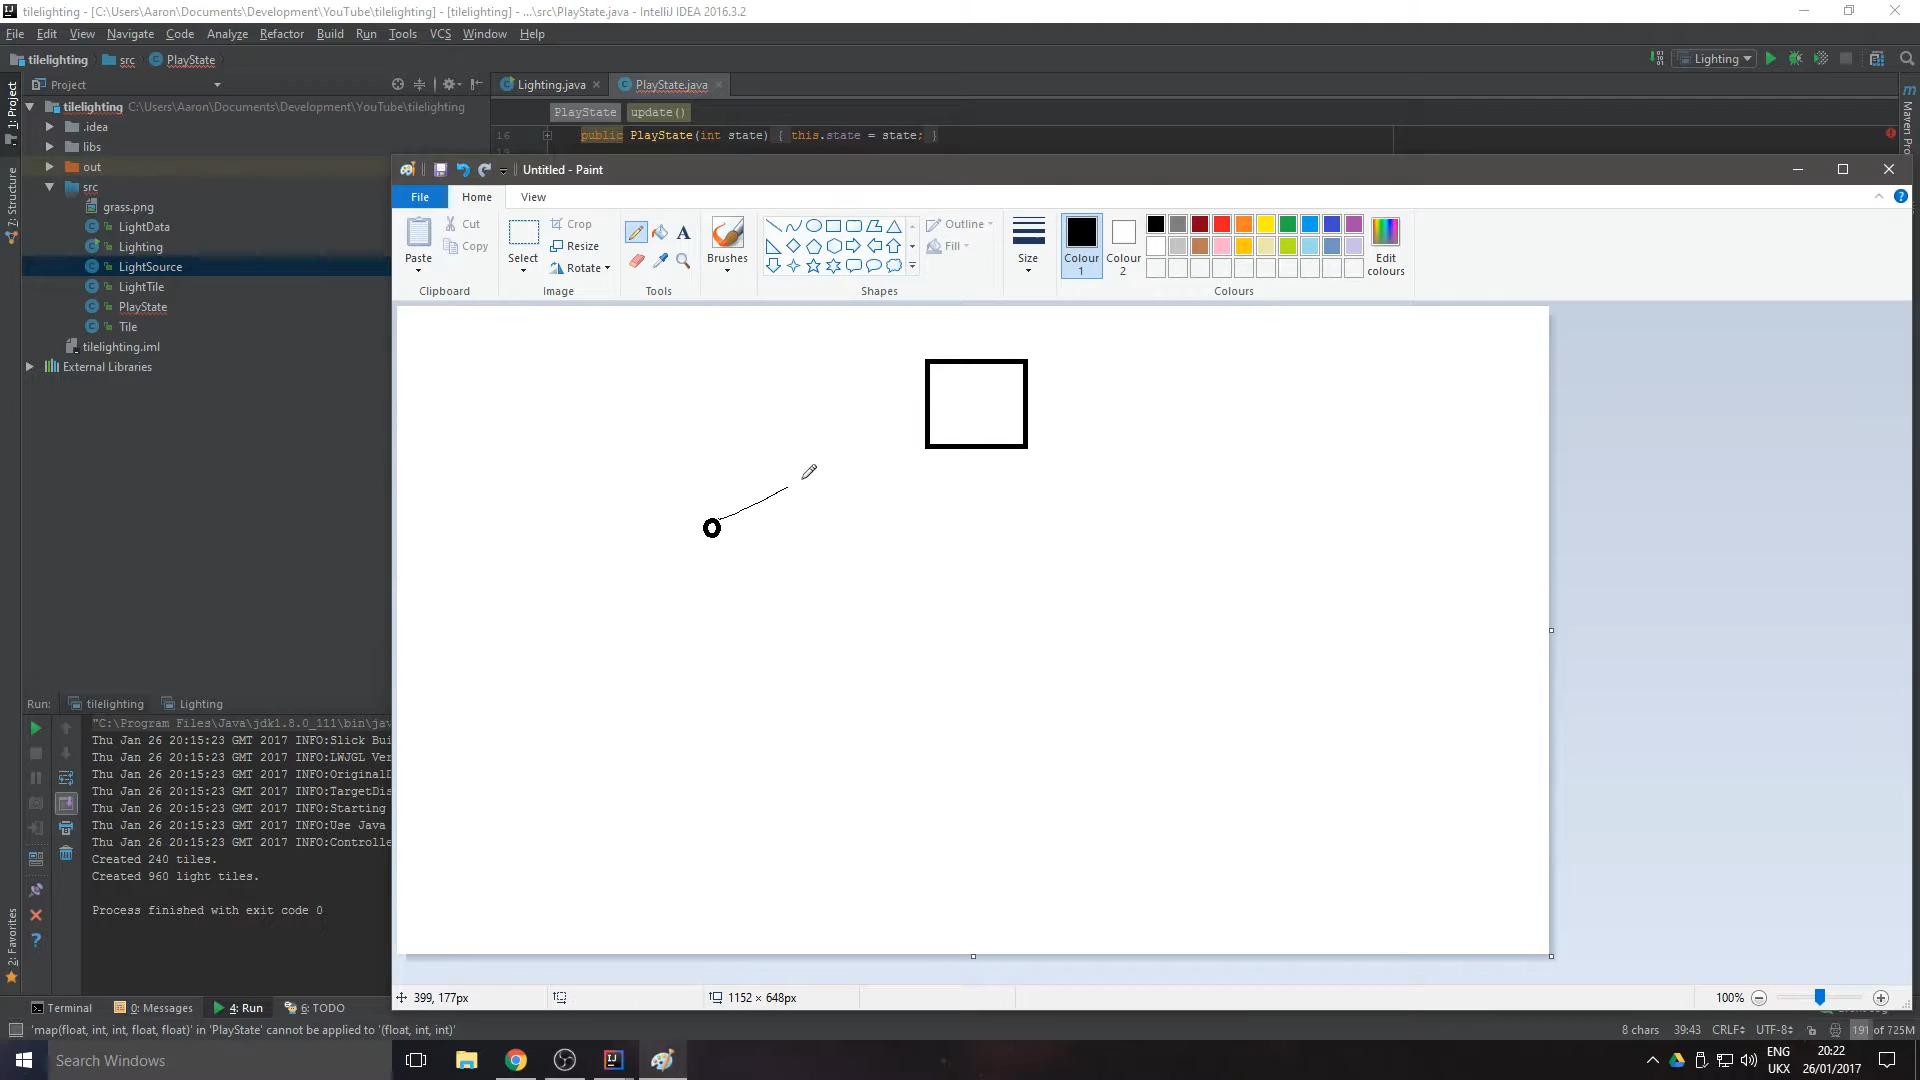 tilelighting - [C:\Users\Aaron\Documents\Development\YouTube\tilelighting] - [tilelighting] - ...\src\PlayState.java - IntelliJ IDEA 2016.3.2
File Edit View Navigate Code Analyze Refactor Build Run Tools VCS Window Help
tilelighting src PlayState
Lighting
Project
Lighting.java
PlayState.java
1: Project
tilelighting C:\Users\Aaron\Documents\Development\YouTube\tilelighting
PlayState update()
.idea
16 public PlayState(int state) { this.state = state; }
libs
out
src
grass.png
LightData
Lighting
LightSource
LightTile
PlayState
Tile
tilelighting.iml
External Libraries
7: Structure
2: Favorites
Maven Pro
Untitled - Paint
File Home View
Paste
Cut
Copy
Clipboard
Select
Crop
Resize
Rotate
Image
Tools
Brushes
Shapes
Outline
Fill
Size
Colour 1
Colour 2
Edit colours
Colours
399, 177px
1152 × 648px
100%
Run: tilelighting Lighting
"C:\Program Files\Java\jdk1.8.0_111\bin\jav
Thu Jan 26 20:15:23 GMT 2017 INFO:Slick Bui
Thu Jan 26 20:15:23 GMT 2017 INFO:LWJGL Ver
Thu Jan 26 20:15:23 GMT 2017 INFO:OriginalD
Thu Jan 26 20:15:23 GMT 2017 INFO:TargetDis
Thu Jan 26 20:15:23 GMT 2017 INFO:Starting
Thu Jan 26 20:15:23 GMT 2017 INFO:Use Java
Thu Jan 26 20:15:23 GMT 2017 INFO:Controlle
Created 240 tiles.
Created 960 light tiles.
Process finished with exit code 0
Terminal 0: Messages 4: Run 6: TODO
'map(float, int, int, float, float)' in 'PlayState' cannot be applied to '(float, int, int)'
8 chars 39:43 CRLF UTF-8 191 of 725M
Search Windows
ENG
UKX
20:22
26/01/2017